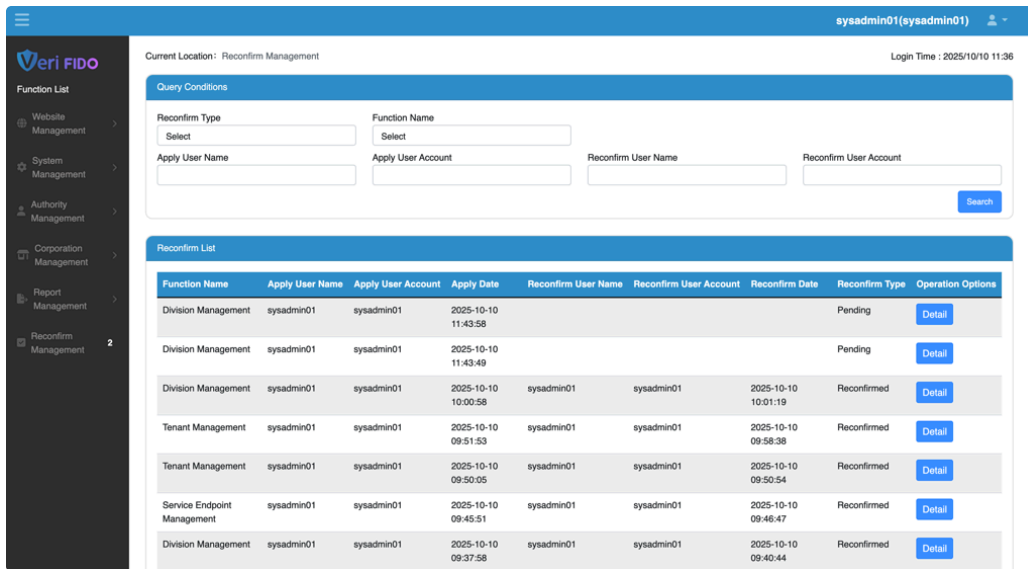 sysadmin01(sysadmin01)
Veri FIDO
Function List
Website
Management
System
Management
Authority
Management
Corporation
Management
Report
Management
Reconfirm
Management 2
Current Location: Reconfirm Management
Login Time : 2025/10/10 11:36
Query Conditions
Reconfirm Type Function Name
Select Select
Apply User Name Apply User Account Reconfirm User Name Reconfirm User Account
Search
Reconfirm List
Function Name Apply User Name Apply User Account Apply Date Reconfirm User Name Reconfirm User Account Reconfirm Date Reconfirm Type Operation Options
Division Management sysadmin01 sysadmin01 2025-10-10 Pending Detail
11:43:58
Division Management sysadmin01 sysadmin01 2025-10-10 Pending Detail
11:43:49
Division Management sysadmin01 sysadmin01 2025-10-10 sysadmin01 sysadmin01 2025-10-10 Reconfirmed Detail
10:00:58 10:01:19
Tenant Management sysadmin01 sysadmin01 2025-10-10 sysadmin01 sysadmin01 2025-10-10 Reconfirmed Detail
09:51:53 09:58:38
Tenant Management sysadmin01 sysadmin01 2025-10-10 sysadmin01 sysadmin01 2025-10-10 Reconfirmed Detail
09:50:05 09:50:54
Service Endpoint sysadmin01 sysadmin01 2025-10-10 sysadmin01 sysadmin01 2025-10-10 Reconfirmed Detail
Management 09:45:51 09:46:47
Division Management sysadmin01 sysadmin01 2025-10-10 sysadmin01 sysadmin01 2025-10-10 Reconfirmed Detail
09:37:58 09:40:44